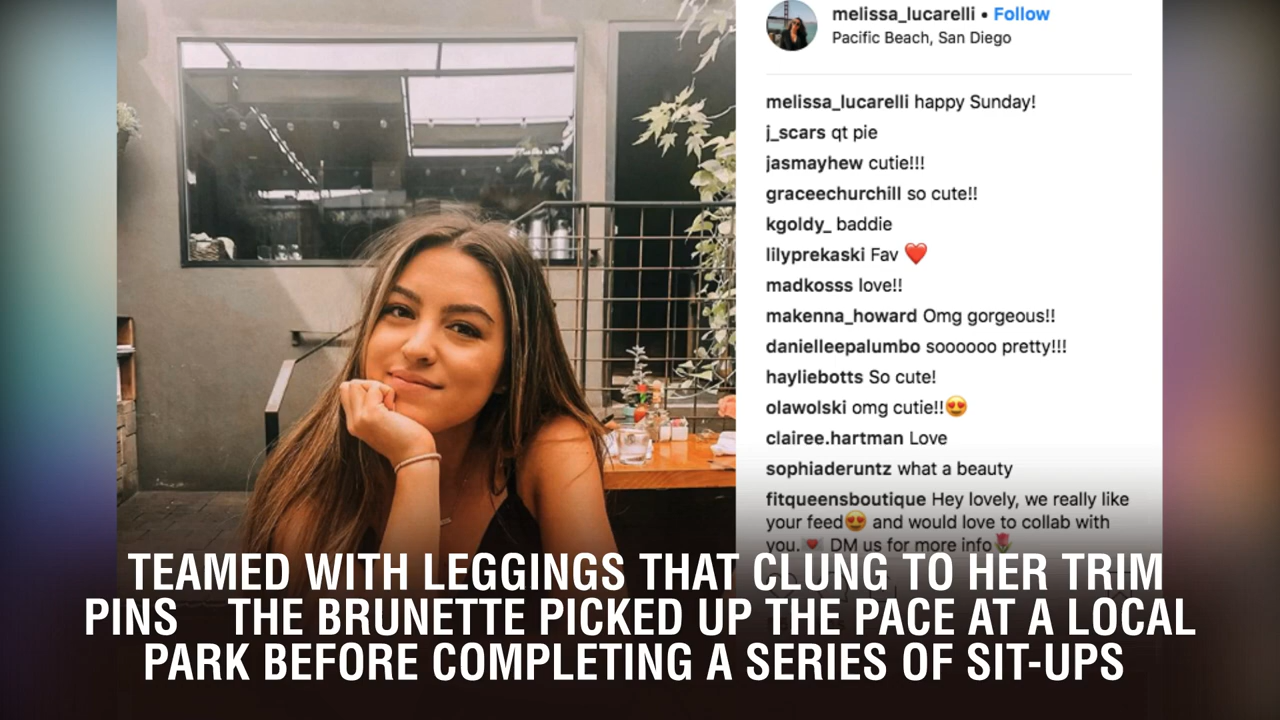 melissa_lucarelli • Follow
Pacific Beach, San Diego
melissa_lucarelli happy Sunday!
j_scars qt pie
jasmayhew cutie!!!
graceechurchill so cute!!
kgoldy_ baddie
lilyprekaski Fav ❤️
madkosss love!!
makenna_howard Omg gorgeous!!
danielleepalumbo soooooo pretty!!!
hayliebotts So cute!
olawolski omg cutie!!😍
clairee.hartman Love
sophiaderuntz what a beauty
fitqueensboutique Hey lovely, we really like
your feed😍 and would love to collab with
you.💌 DM us for more info🌷
TEAMED WITH LEGGINGS THAT CLUNG TO HER TRIM
PINS THE BRUNETTE PICKED UP THE PACE AT A LOCAL
PARK BEFORE COMPLETING A SERIES OF SIT-UPS